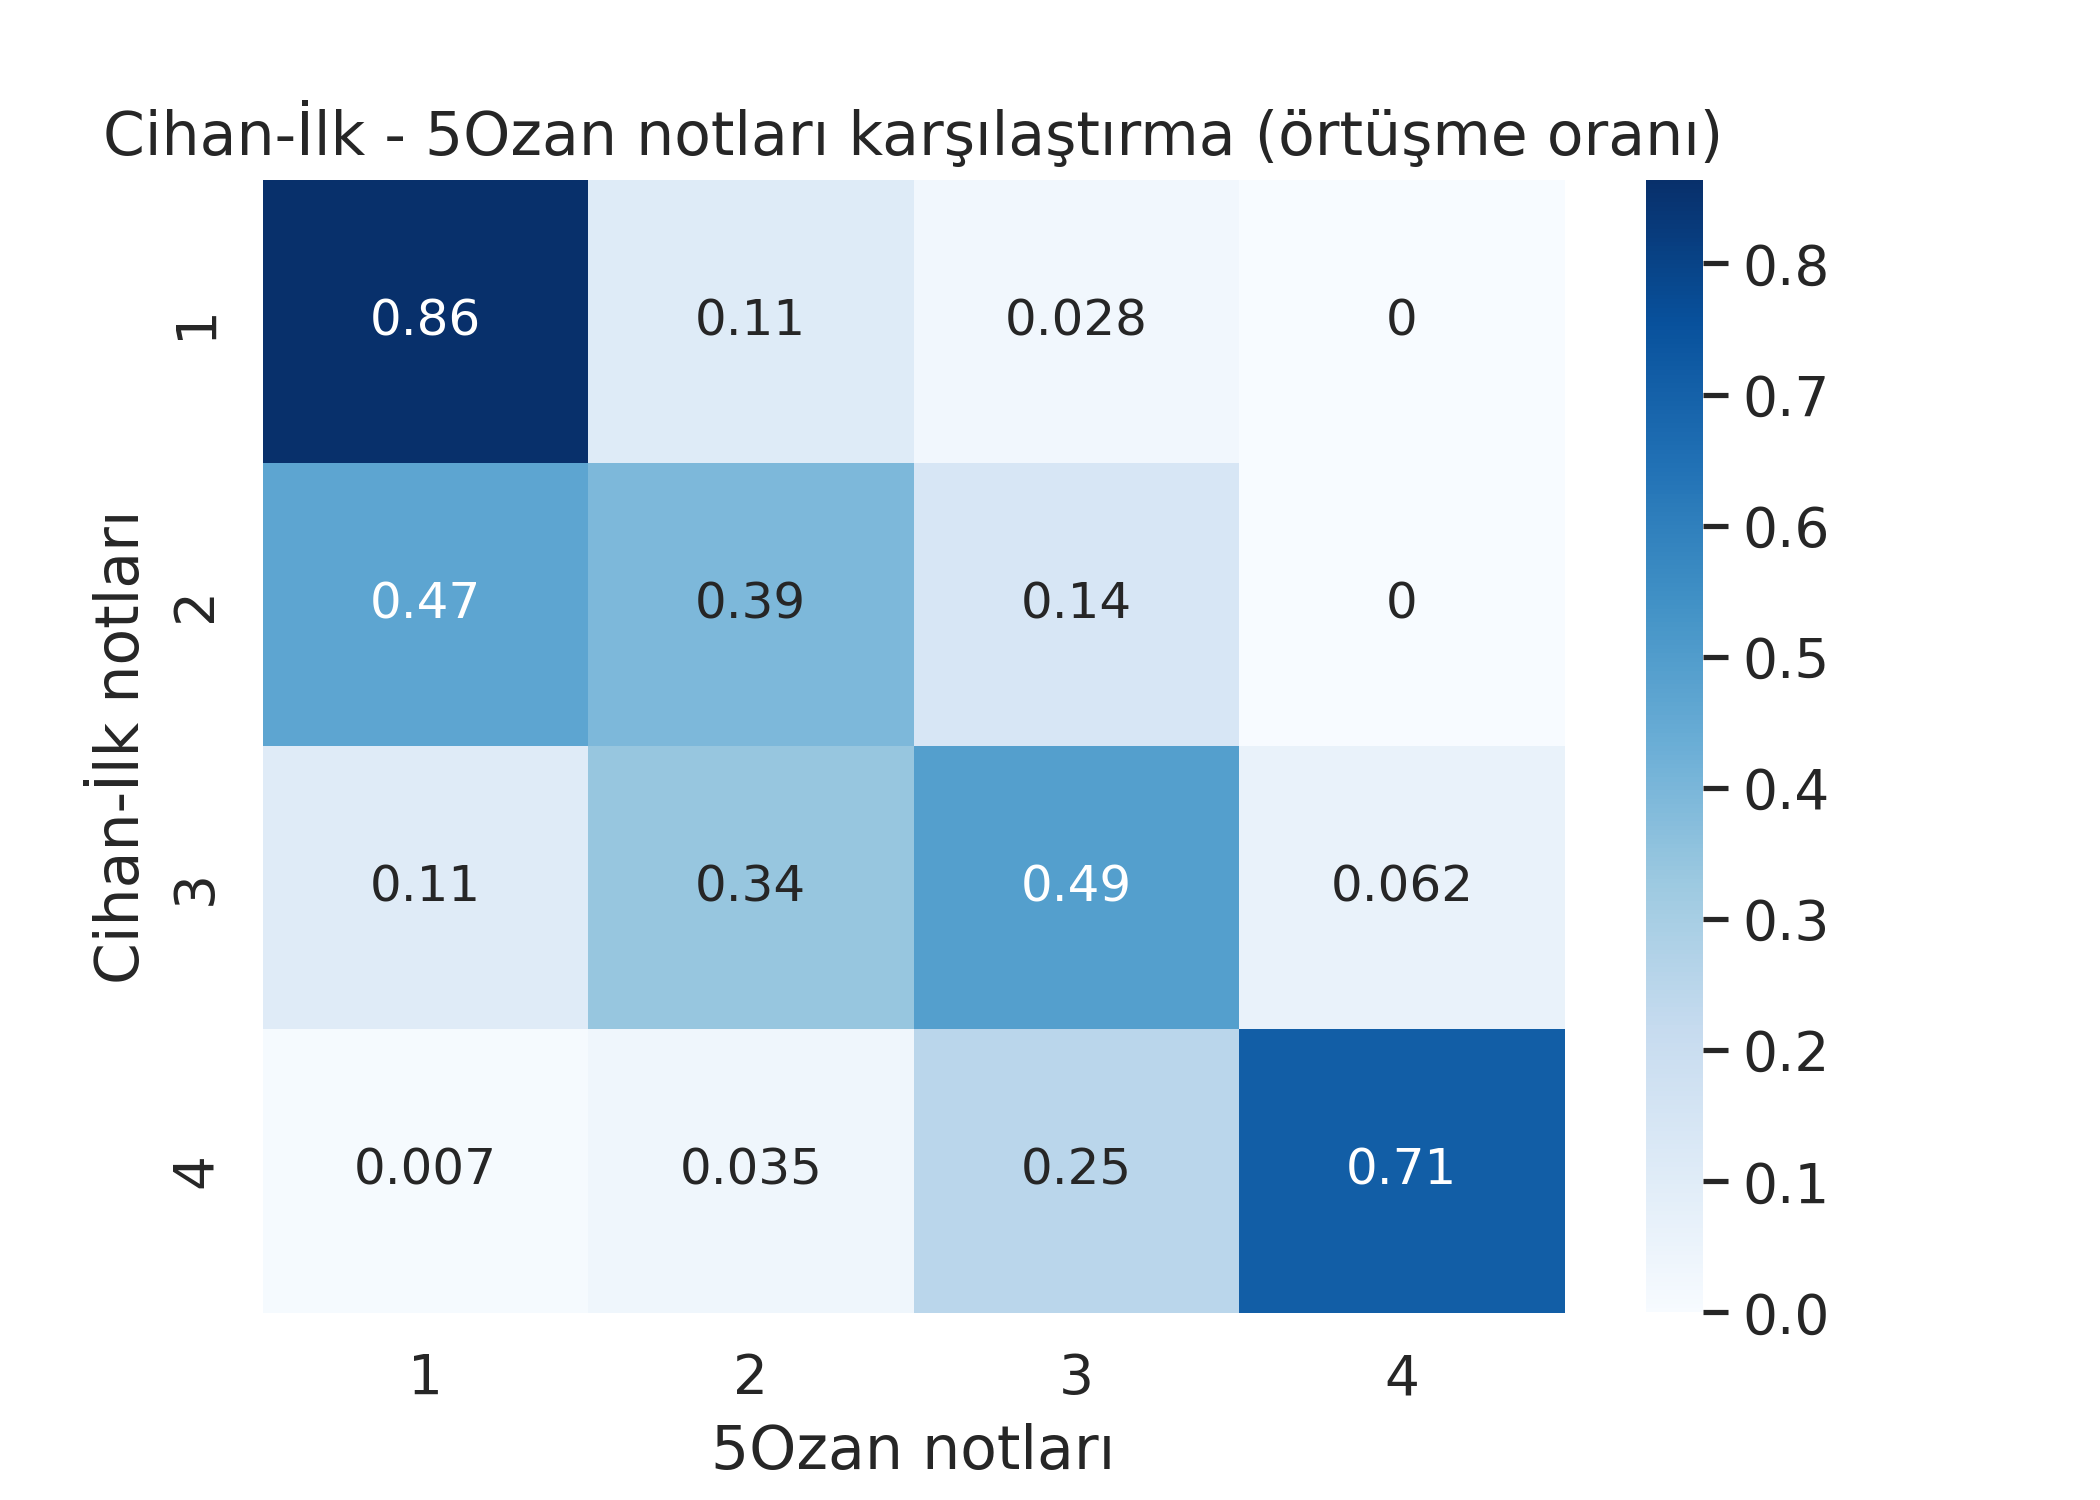 Cihan-İlk - 5Ozan notları karşılaştırma (örtüşme oranı)
Cihan-İlk notları
1
0.86 0.11 0.028 0
2
0.47 0.39 0.14 0
3
0.11 0.34 0.49 0.062
4
0.007 0.035 0.25 0.71
1 2 3 4
5Ozan notları
0.8
0.7
0.6
0.5
0.4
0.3
0.2
0.1
0.0